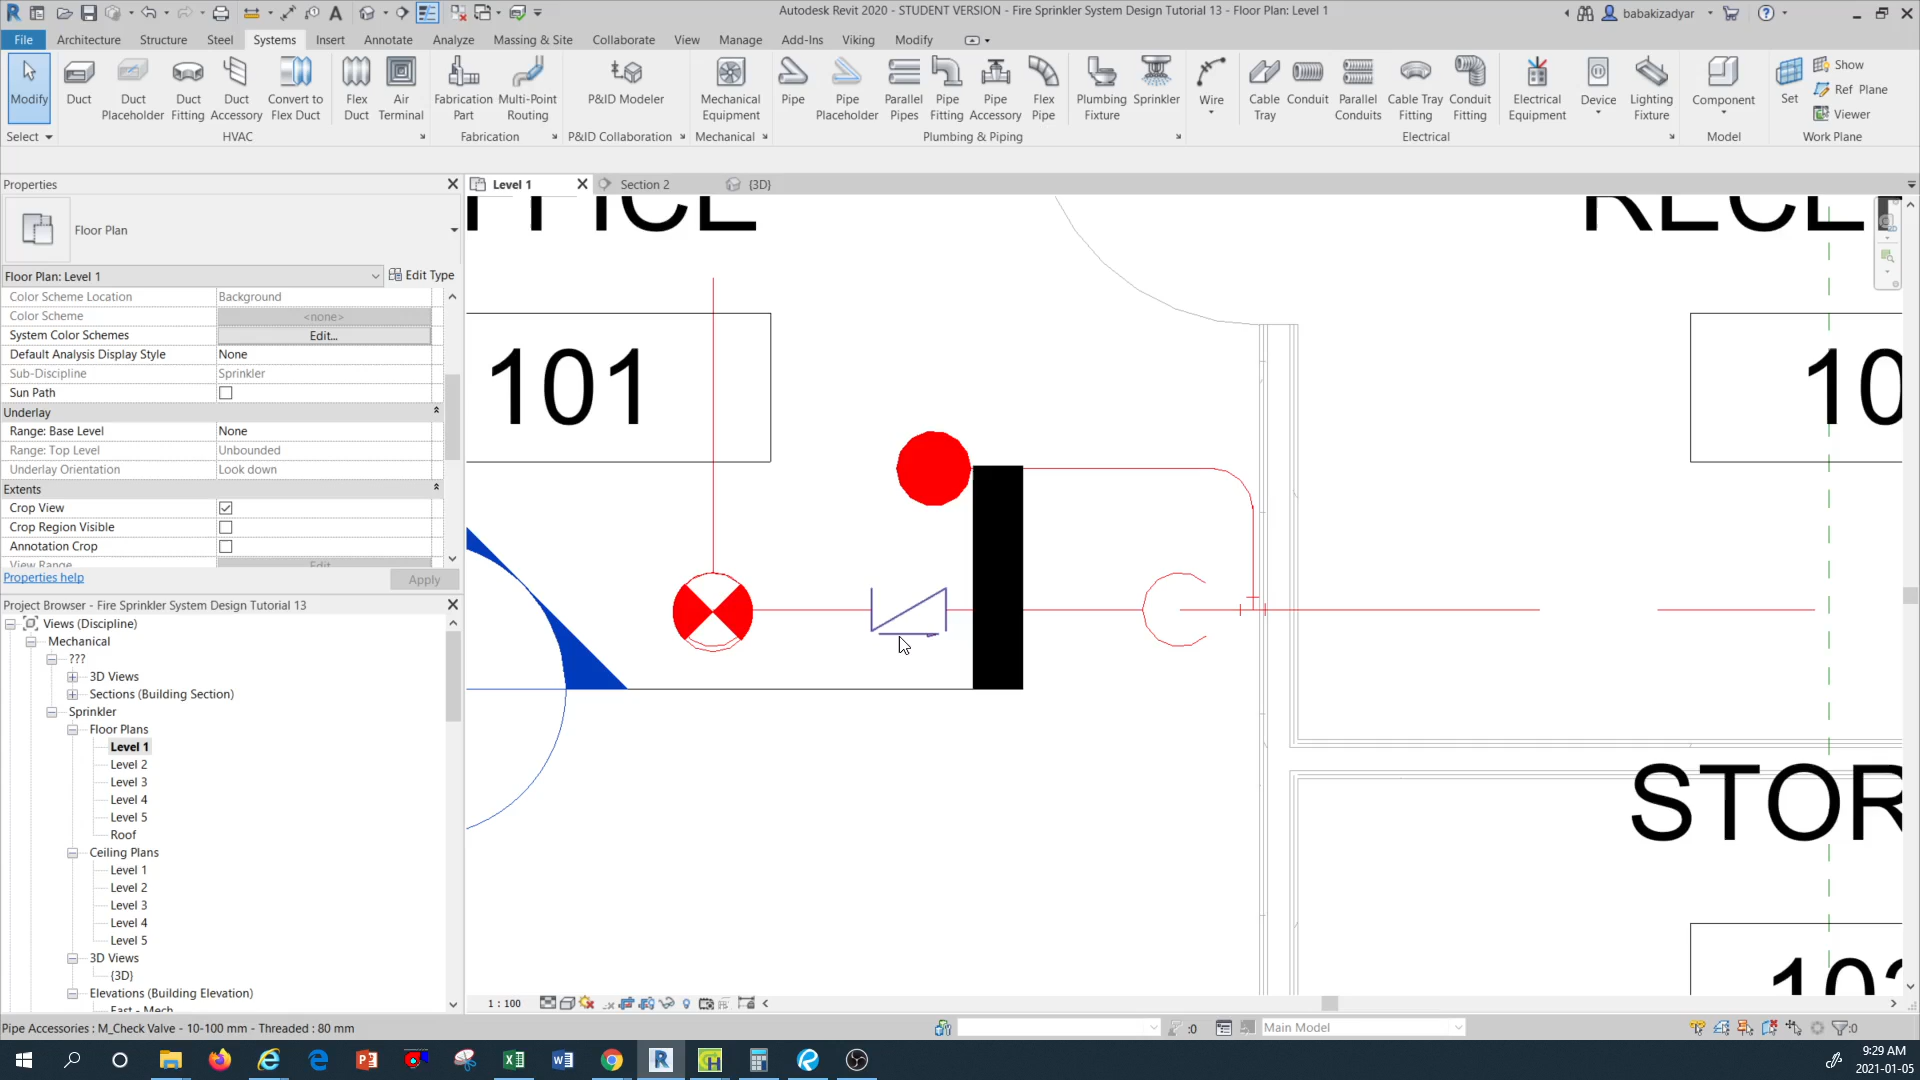 Autodesk Revit 2020 - STUDENT VERSION - Fire Sprinkler System Design Tutorial 13 - Floor Plan: Level 1
babakizadyar
File Architecture Structure Steel Systems Insert Annotate Analyze Massing & Site Collaborate View Manage Add-Ins Viking Modify
Modify
Duct
Duct Placeholder
Duct Fitting
Duct Accessory
Convert to Flex Duct
Flex Duct
Air Terminal
Fabrication Part
Multi-Point Routing
P&ID Modeler
Mechanical Equipment
Pipe
Pipe Placeholder
Parallel Pipes
Pipe Fitting
Pipe Accessory
Flex Pipe
Plumbing Fixture
Sprinkler
Wire
Cable Tray
Conduit
Parallel Conduits
Cable Tray Fitting
Conduit Fitting
Electrical Equipment
Device
Lighting Fixture
Component
Set
Show
Ref Plane
Viewer
Select HVAC Fabrication P&ID Collaboration Mechanical Plumbing & Piping Electrical Model Work Plane
Properties
Floor Plan
Floor Plan: Level 1 Edit Type
Color Scheme Location Background
Color Scheme <none>
System Color Schemes Edit...
Default Analysis Display Style None
Sub-Discipline Sprinkler
Sun Path
Underlay
Range: Base Level None
Range: Top Level Unbounded
Underlay Orientation Look down
Extents
Crop View
Crop Region Visible
Annotation Crop
View Range Edit...
Properties help Apply
Project Browser - Fire Sprinkler System Design Tutorial 13
Views (Discipline)
Mechanical
???
3D Views
Sections (Building Section)
Sprinkler
Floor Plans
Level 1
Level 2
Level 3
Level 4
Level 5
Roof
Ceiling Plans
Level 1
Level 2
Level 3
Level 4
Level 5
3D Views
{3D}
Elevations (Building Elevation)
East - Mech
Level 1 Section 2 {3D}
FFICE
RECE
101
10
STOR
102
1 : 100
Pipe Accessories : M_Check Valve - 10-100 mm - Threaded : 80 mm
:0
Main Model
:0
9:29 AM
2021-01-05